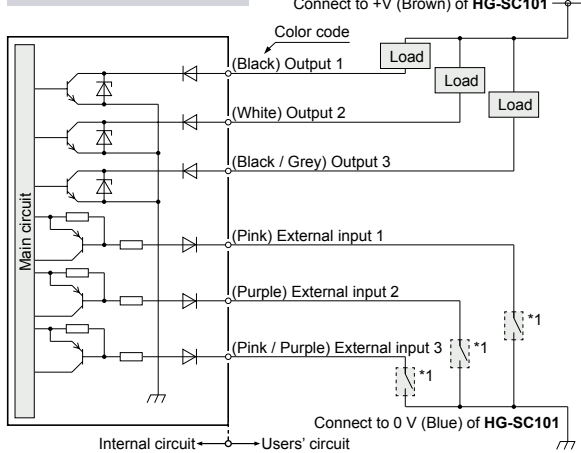 Connect to +V (Brown) of HG-SC101
Color code
(Black) Output 1
Load
Load
Load
(White) Output 2
(Black / Grey) Output 3
Main circuit
(Pink) External input 1
*1
(Purple) External input 2
*1
(Pink / Purple) External input 3
*1
Connect to 0 V (Blue) of HG-SC101
Internal circuit
Users' circuit